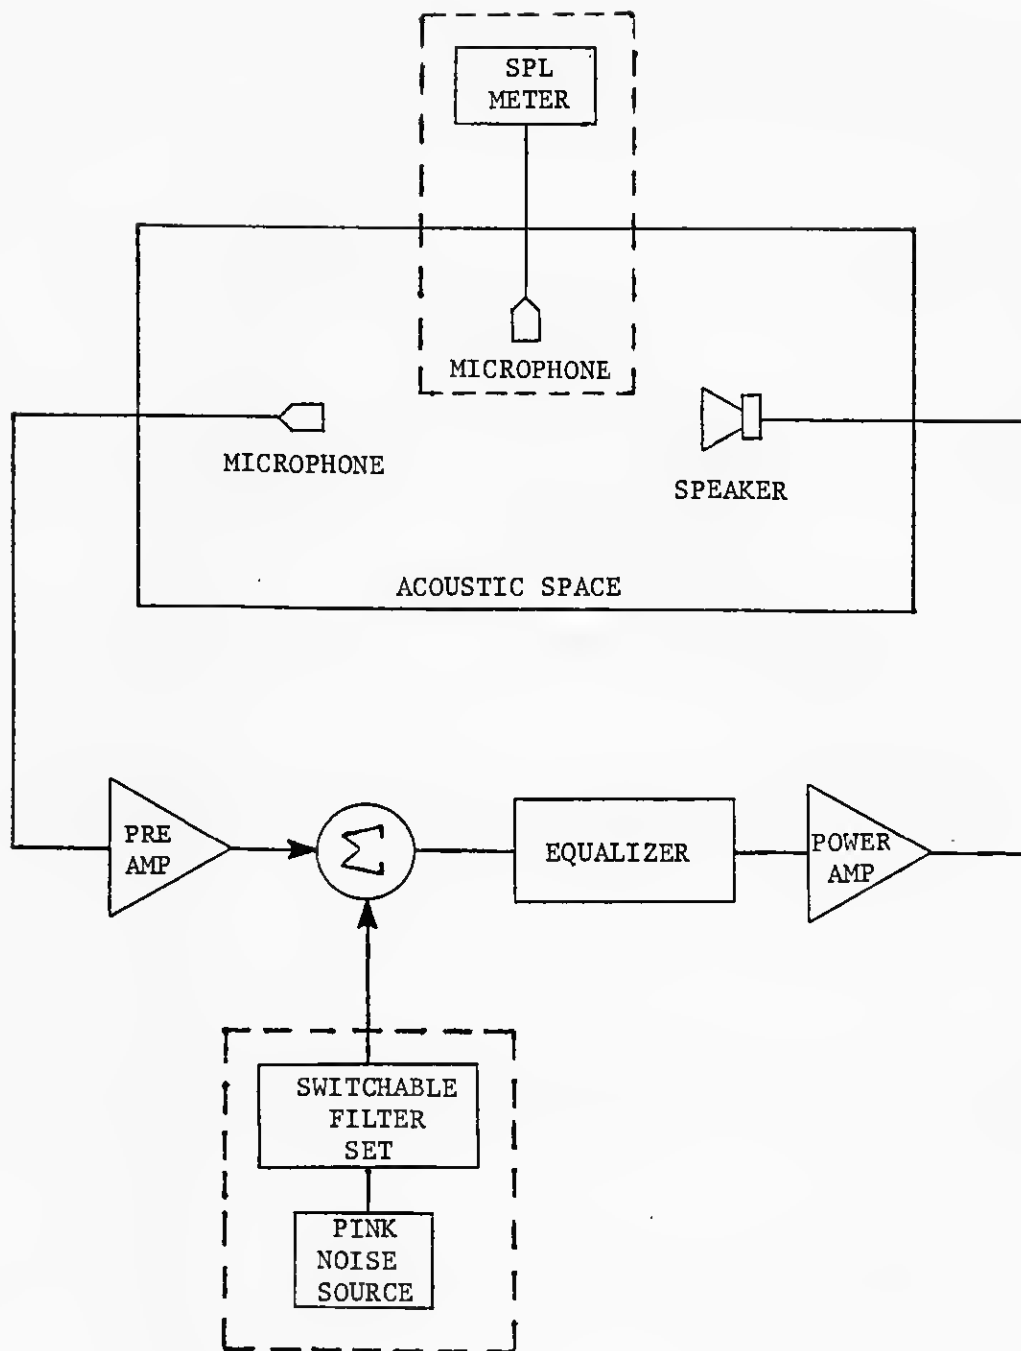 SPL
METER
MICROPHONE
MICROPHONE
SPEAKER
ACOUSTIC SPACE
PRE
AMP
Σ
EQUALIZER
POWER
AMP
SWITCHABLE
FILTER
SET
PINK
NOISE
SOURCE